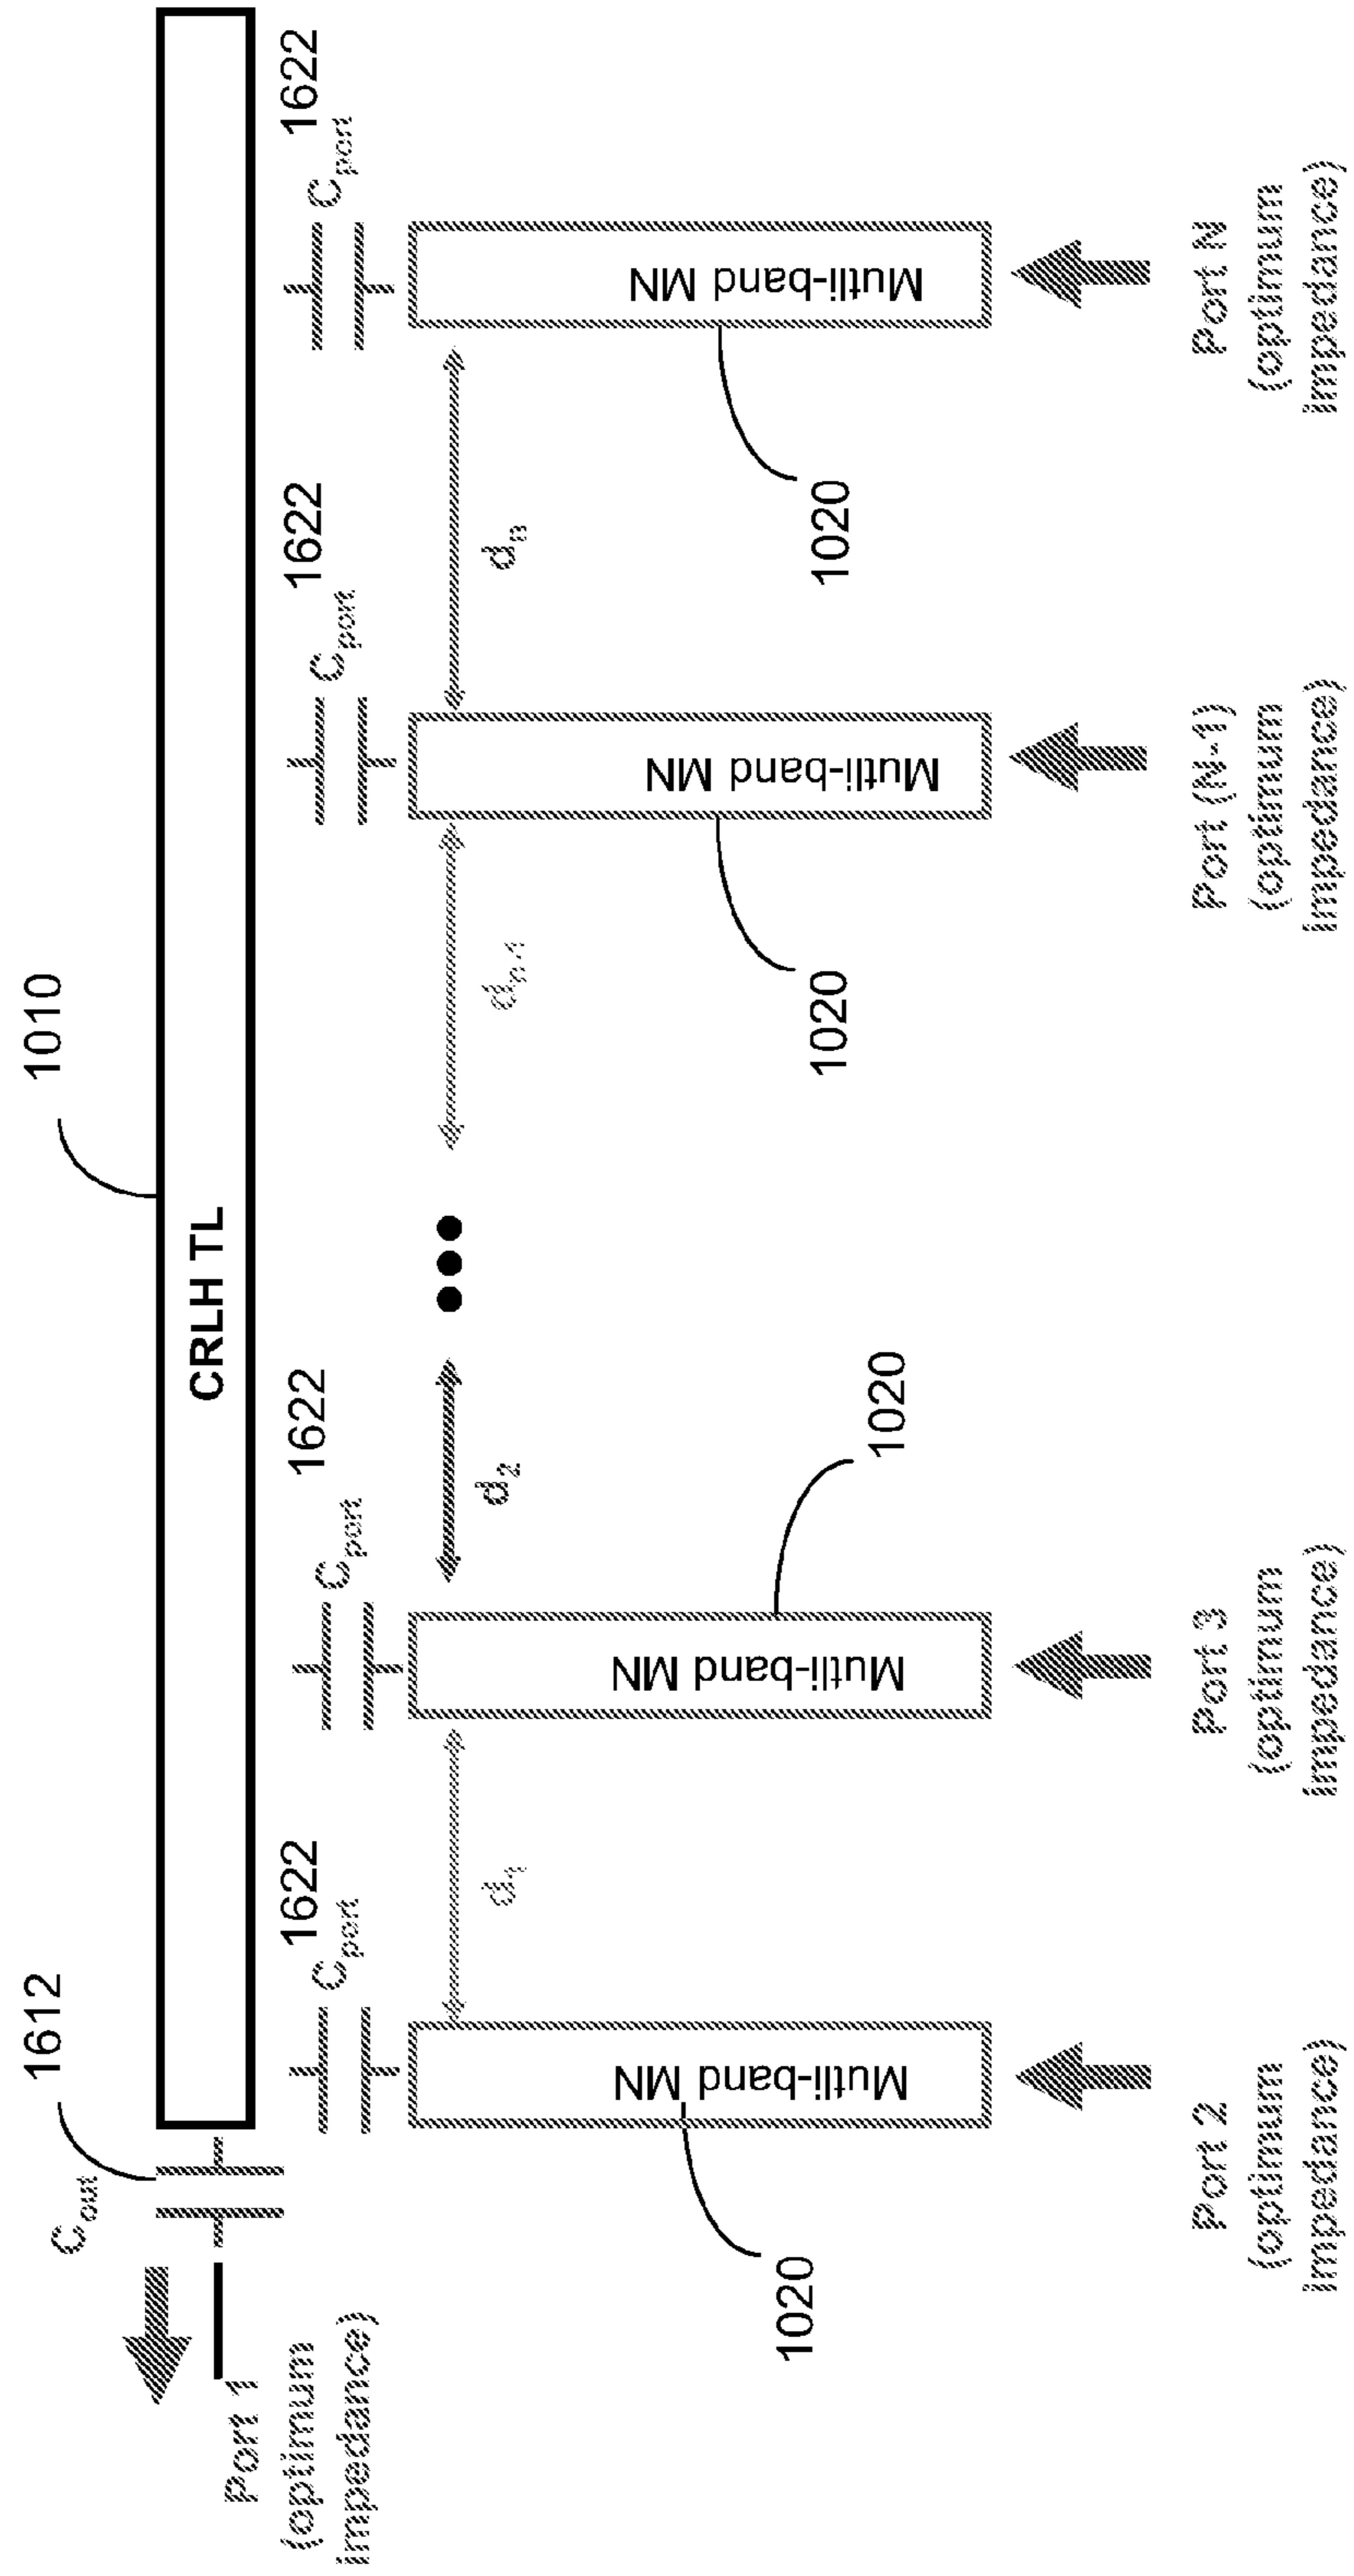 1010
1612
C_out
CRLH TL
Port 1
(optimum
impedance)
1622
C_port
1622
C_port
1622
C_port
1622
C_port
d_1
d_2
d_n-1
d_n
Mutli-band MN
Mutli-band MN
Mutli-band MN
Mutli-band MN
1020
1020
1020
1020
Port 2
(optimum
impedance)
Port 3
(optimum
impedance)
Port (N-1)
(optimum
impedance)
Port N
(optimum
impedance)